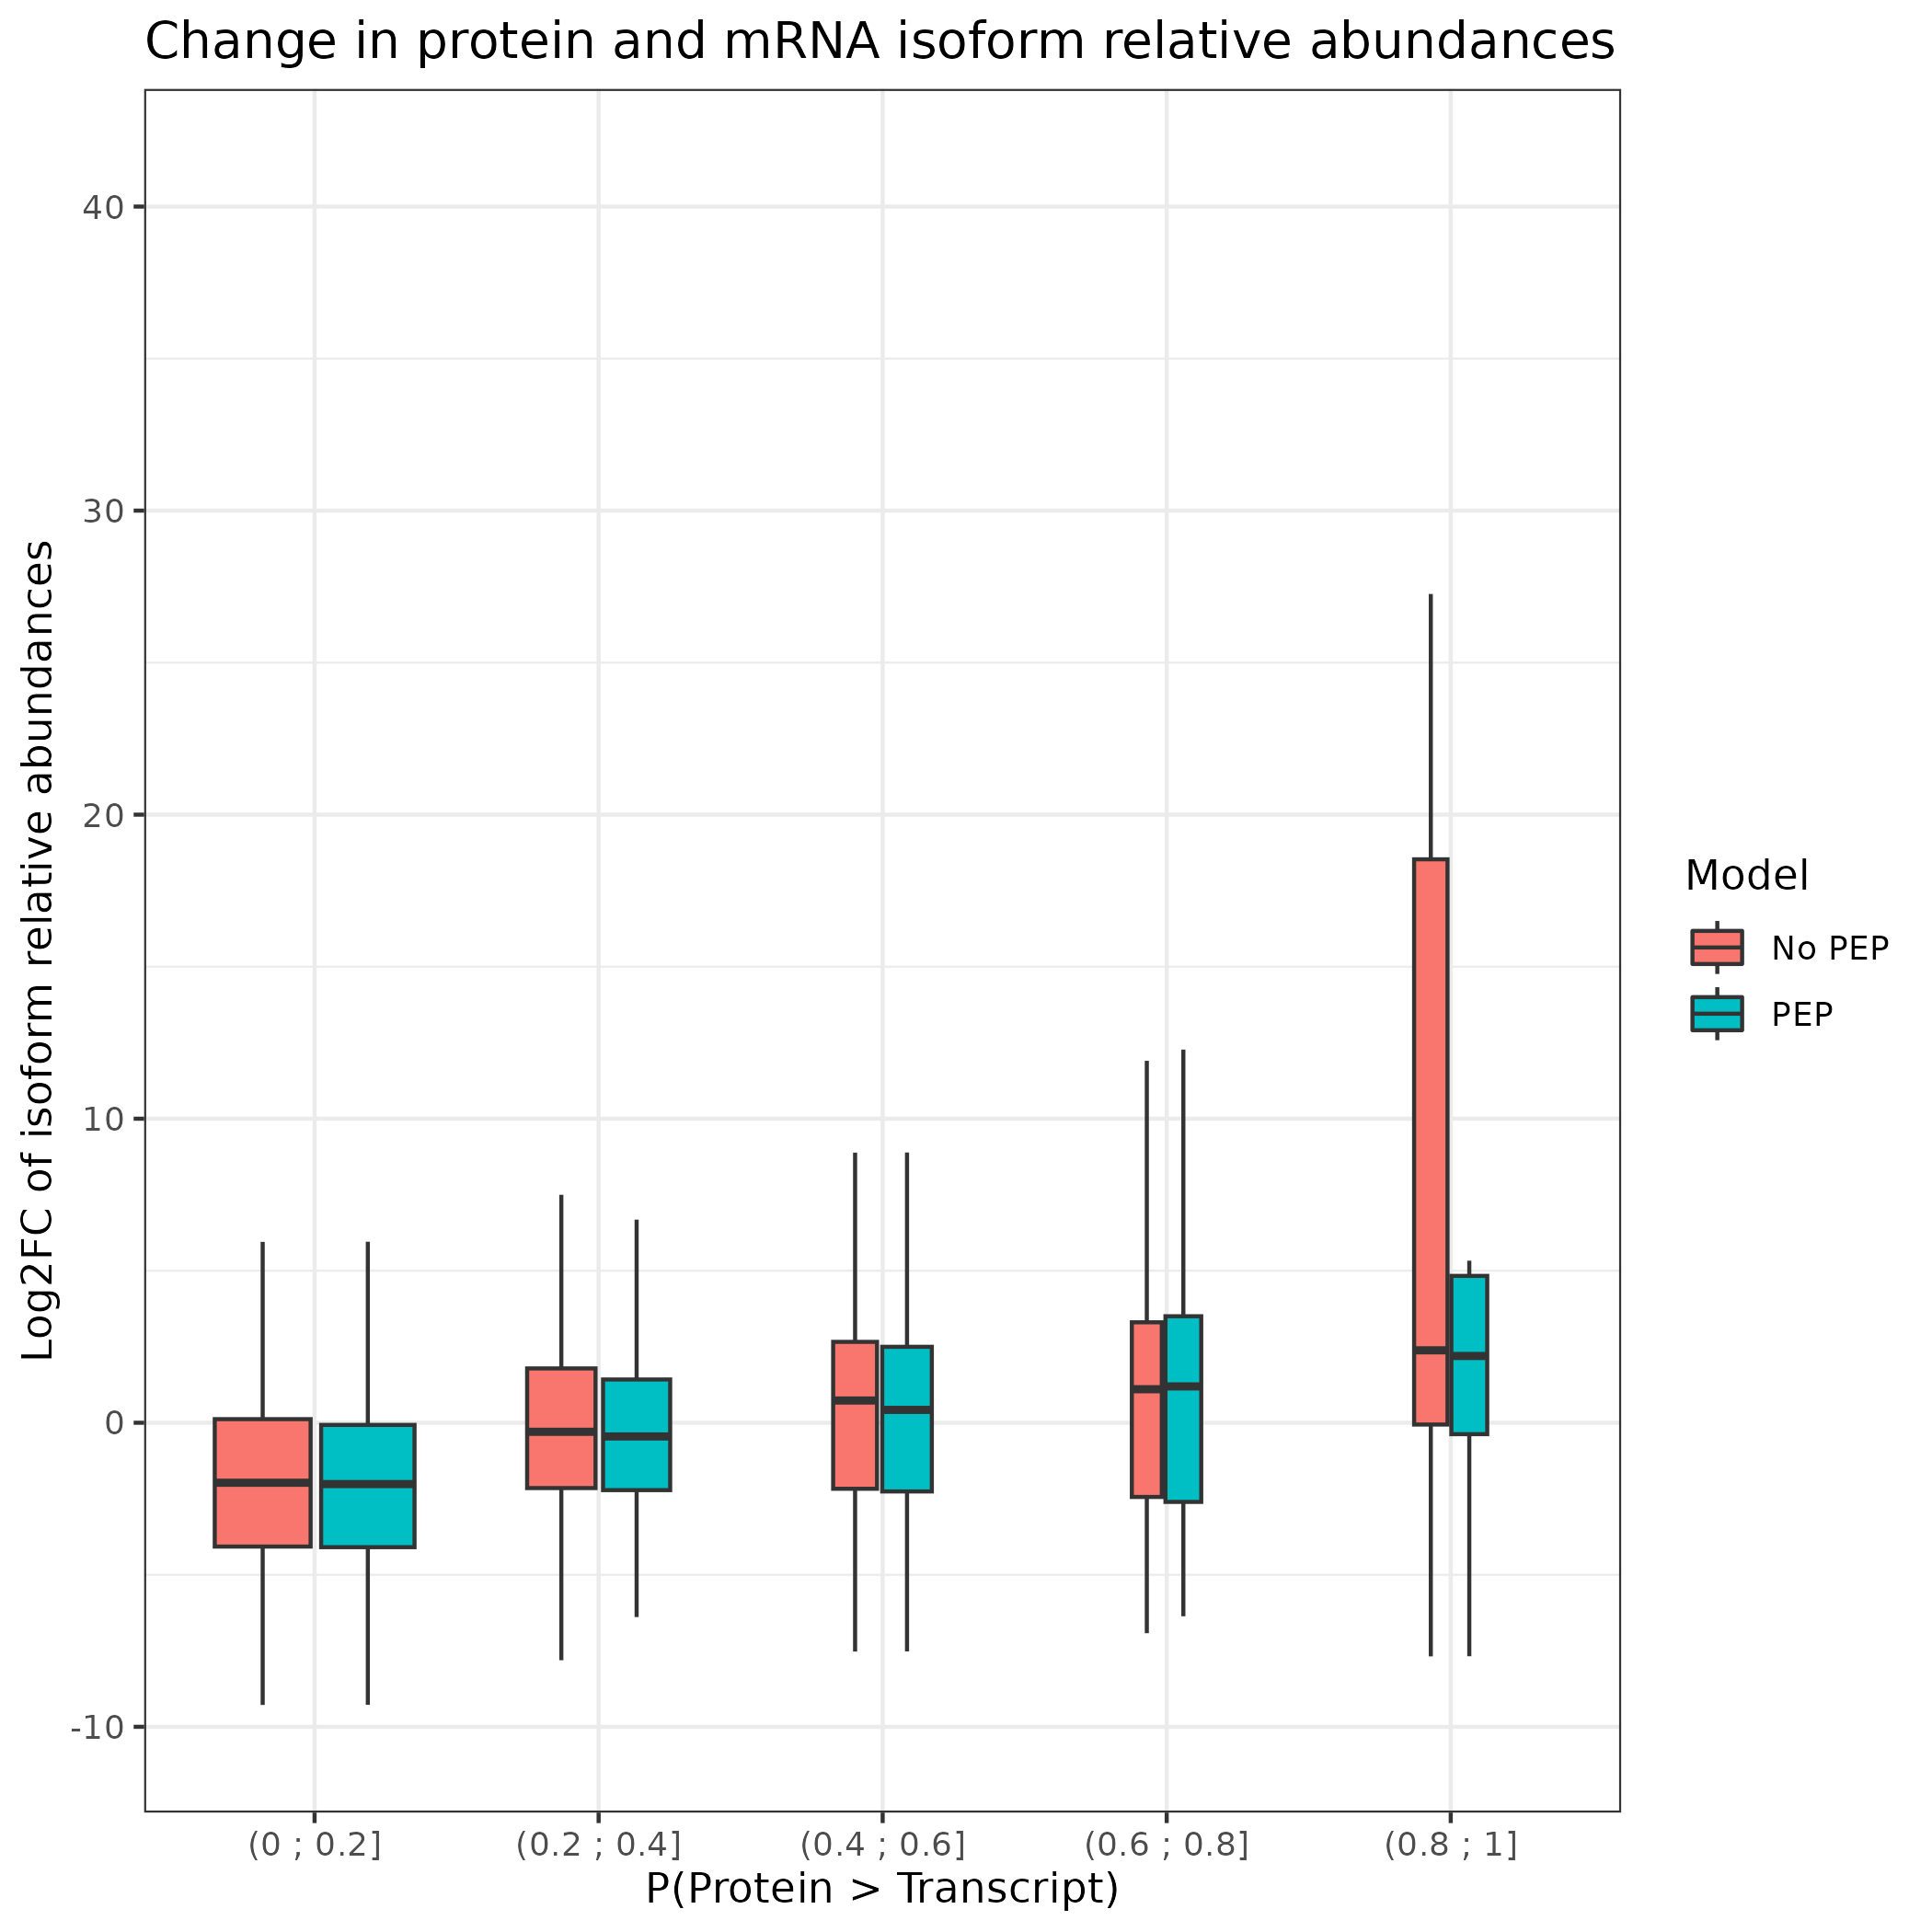 Change in protein and mRNA isoform relative abundances
Log2FC of isoform relative abundances
40
30
20
10
0
-10
(0 ; 0.2]
(0.2 ; 0.4]
(0.4 ; 0.6]
(0.6 ; 0.8]
(0.8 ; 1]
P(Protein > Transcript)
Model
No PEP
PEP